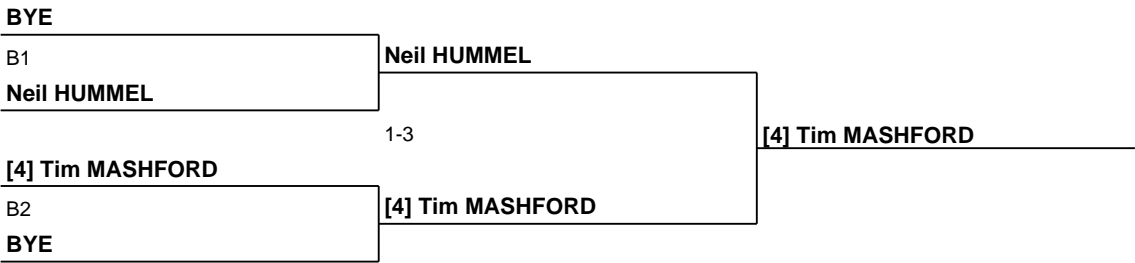 BYE
B1
Neil HUMMEL
Neil HUMMEL
1-3
[4] Tim MASHFORD
[4] Tim MASHFORD
B2
[4] Tim MASHFORD
BYE